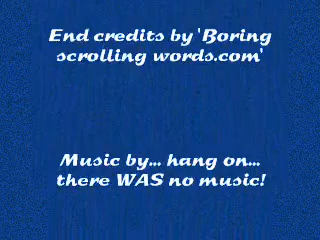 End credits by 'Boring
scrolling words.com'
Music by... hang on...
there WAS no music!